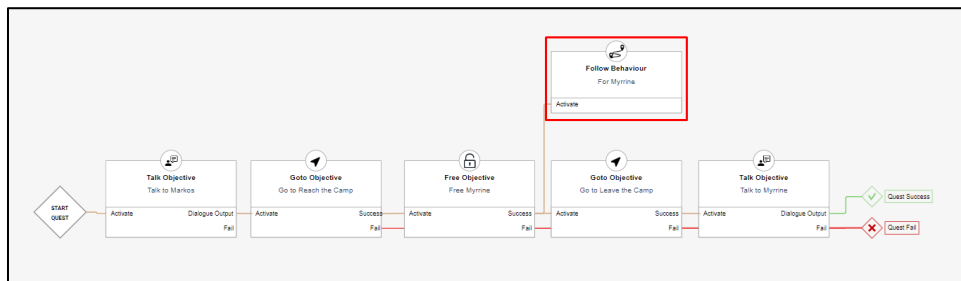 Follow Behaviour
For Myrrine
Activate
START
QUEST
Talk Objective
Talk to Markos
Activate
Dialogue Output
Fail
Goto Objective
Go to Reach the Camp
Activate
Success
Fail
Free Objective
Free Myrrine
Activate
Success
Fail
Goto Objective
Go to Leave the Camp
Activate
Success
Fail
Talk Objective
Talk to Myrrine
Activate
Dialogue Output
Fail
Quest Success
Quest Fail